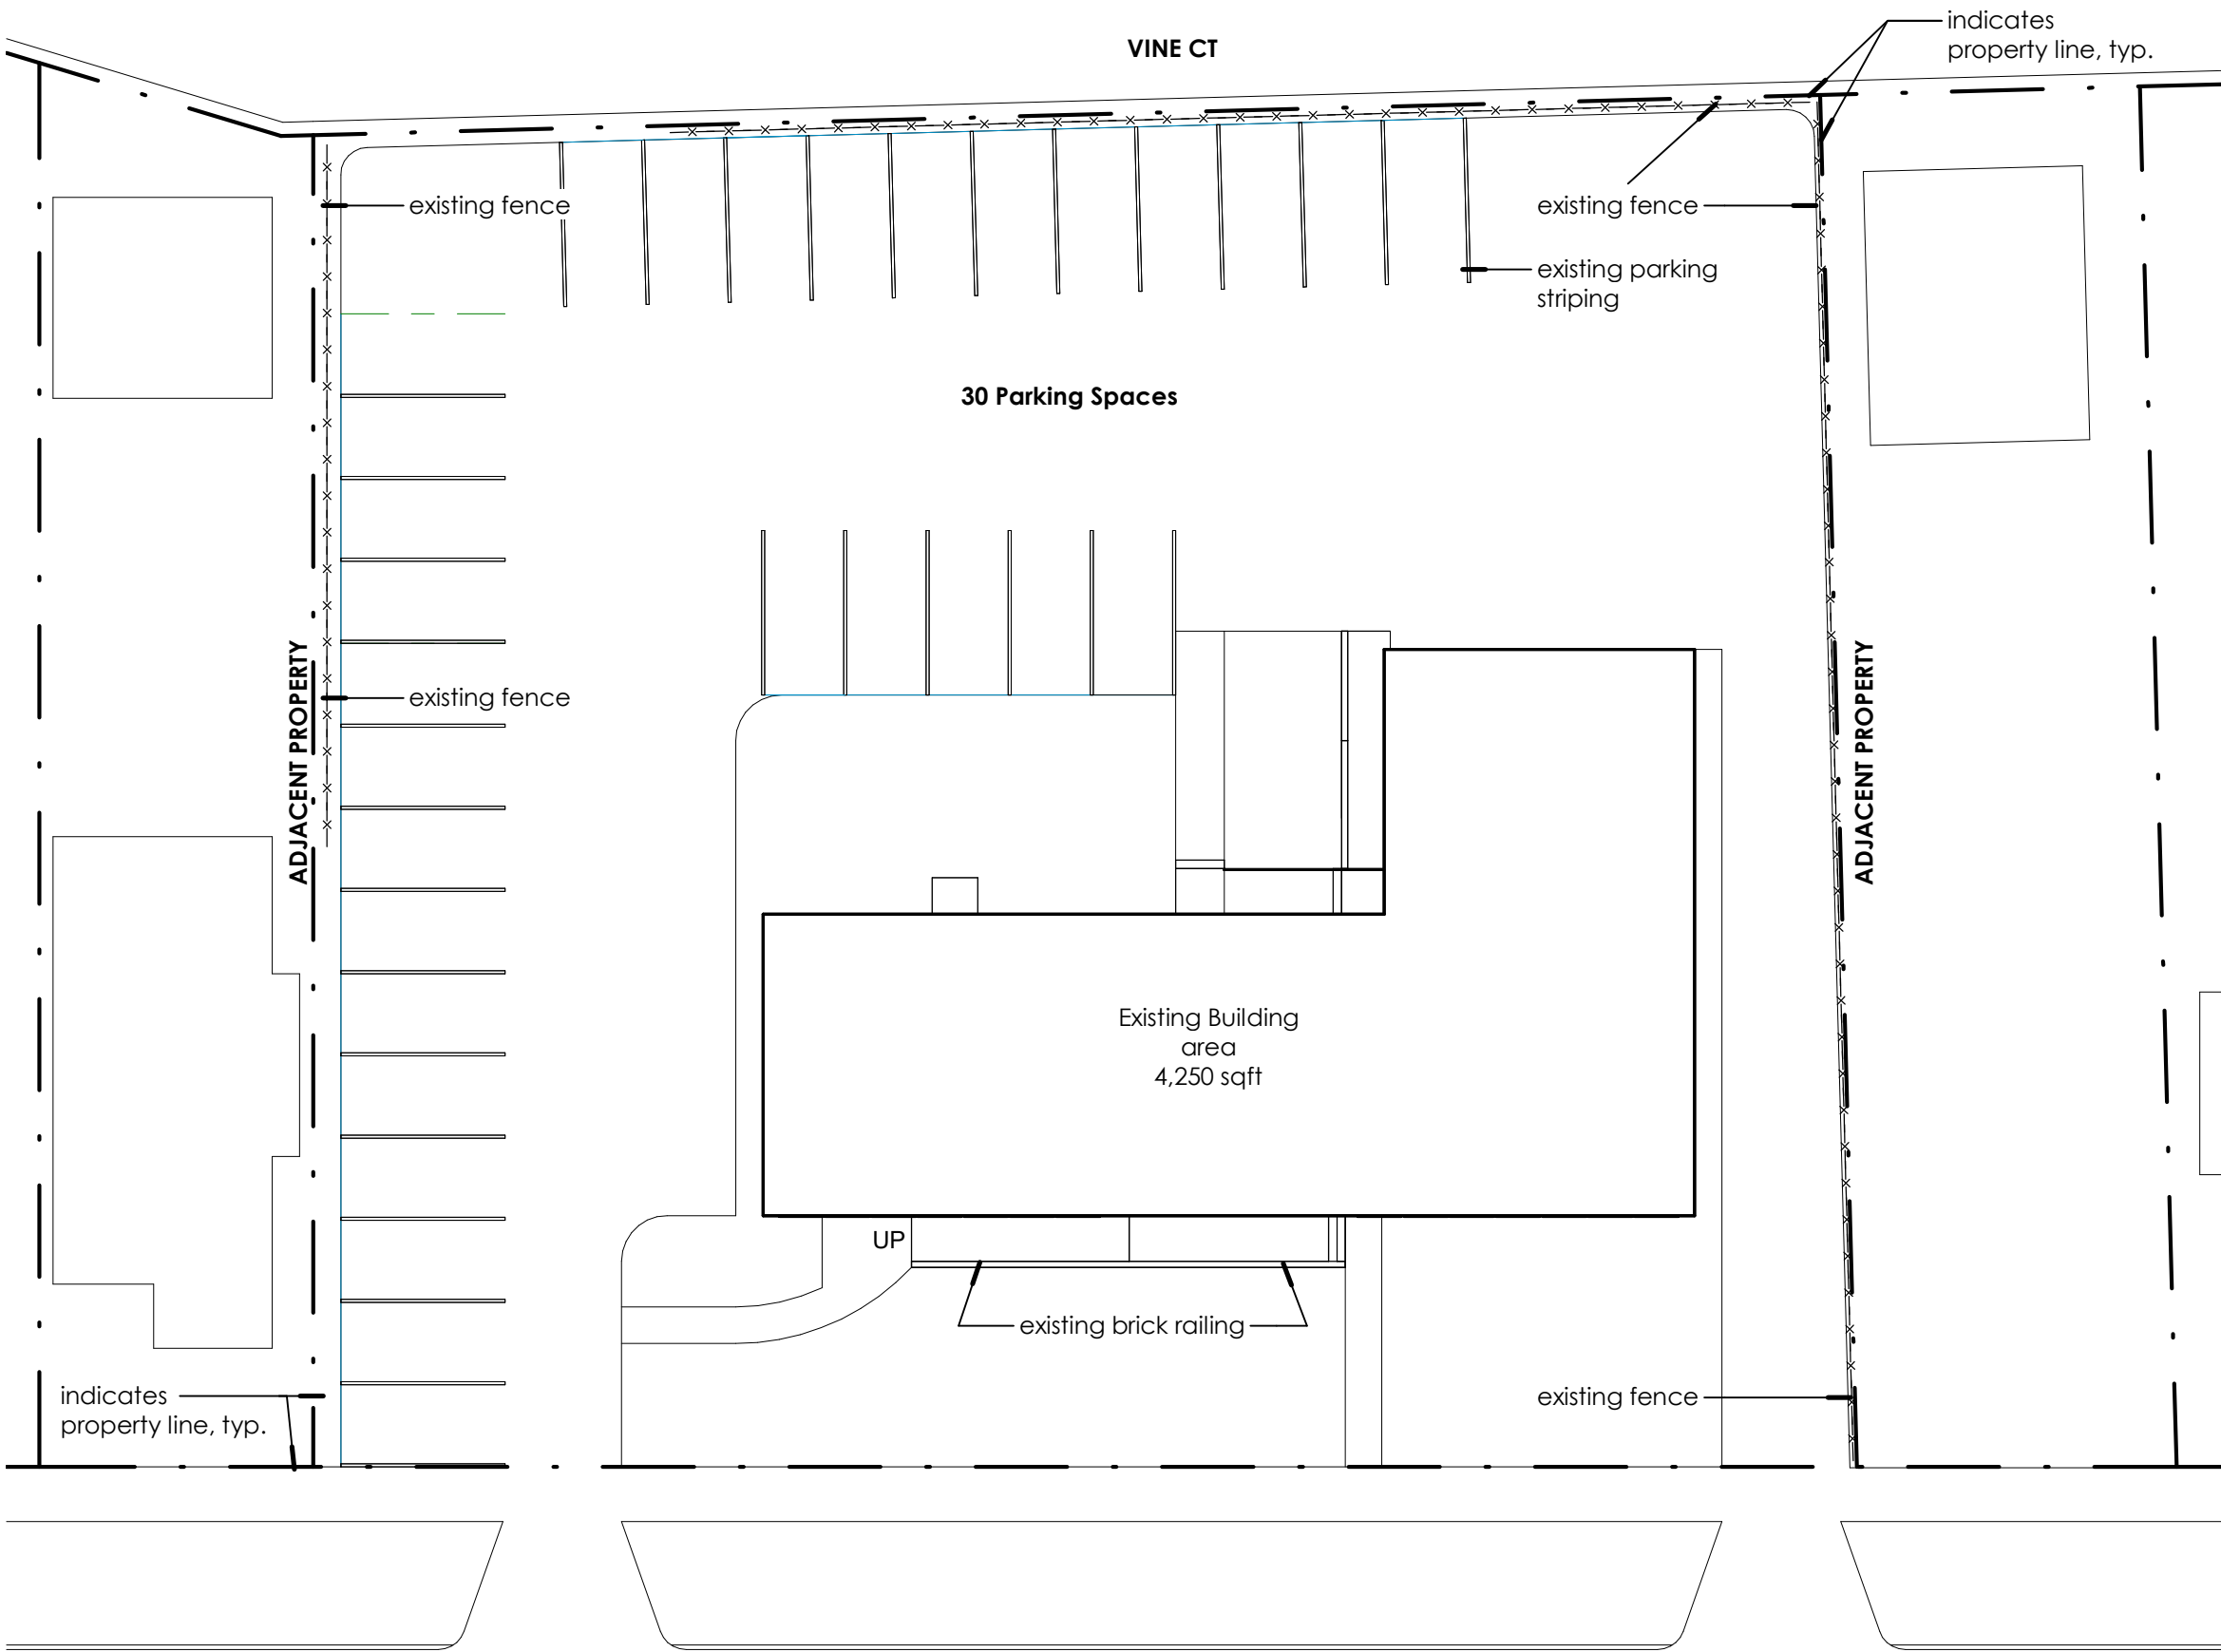 VINE CT
indicates
property line, typ.
existing fence
existing fence
existing parking
striping
30 Parking Spaces
ADJACENT PROPERTY
existing fence
ADJACENT PROPERTY
Existing Building
area
4,250 sqft
UP
existing brick railing
indicates
property line, typ.
existing fence